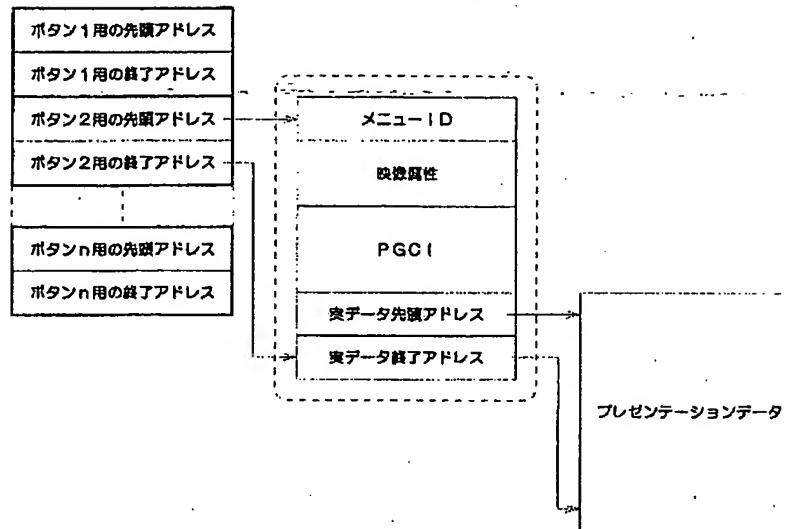 ボタン1用の先頭アドレス
ボタン1用の終了アドレス
ボタン2用の先頭アドレス
ボタン2用の終了アドレス
ボタンn用の先頭アドレス
ボタンn用の終了アドレス
メニューID
映像属性
PGCI
実データ先頭アドレス
実データ終了アドレス
プレゼンテーションデータ